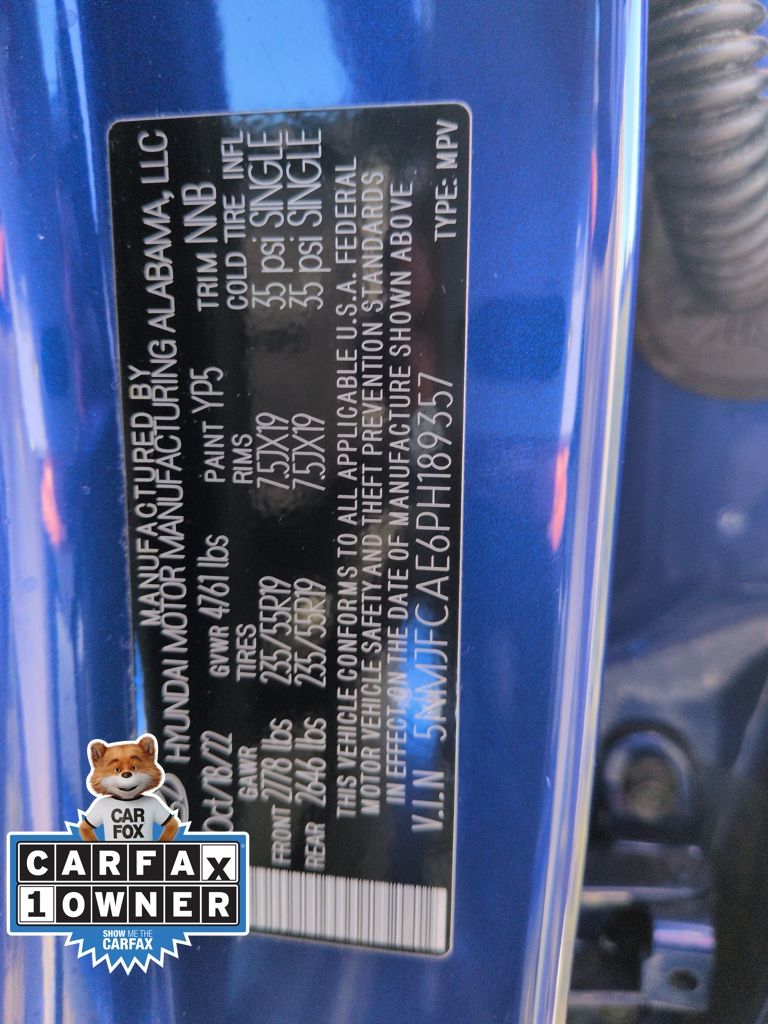 MANUFACTURED BY
HYUNDAI MOTOR MANUFACTURING ALABAMA, LLC
Oct/18/22 GVWR 4761 lbs PAINT YP5 TRIM NNB
GAWR TIRES RIMS COLD TIRE INFL
FRONT 2778 lbs 235/55R19 7.5JX19 35 psi SINGLE
REAR 2646 lbs 235/55R19 7.5JX19 35 psi SINGLE
THIS VEHICLE CONFORMS TO ALL APPLICABLE U.S.A. FEDERAL
MOTOR VEHICLE SAFETY AND THEFT PREVENTION STANDARDS
IN EFFECT ON THE DATE OF MANUFACTURE SHOWN ABOVE
V.I.N 5NMJFCAE6PH189357 TYPE: MPV
CAR
FOX
CARFAX
1 OWNER
SHOW ME THE
CARFAX